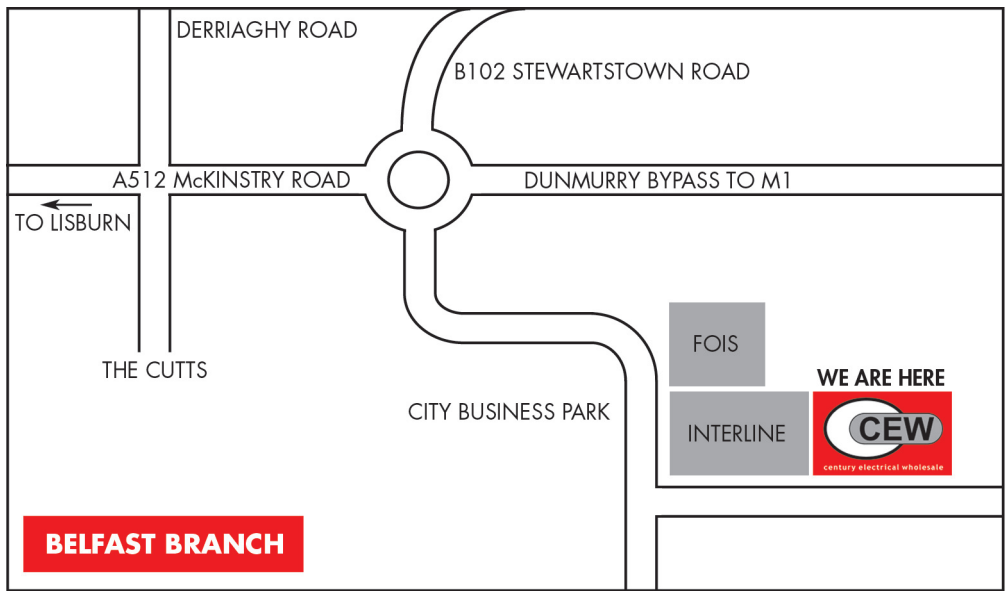 DERRIAGHY ROAD
B102 STEWARTSTOWN ROAD
A512 McKINSTRY ROAD
DUNMURRY BYPASS TO M1
TO LISBURN
THE CUTTS
FOIS
WE ARE HERE
CITY BUSINESS PARK
INTERLINE
CEW
century electrical wholesale
BELFAST BRANCH